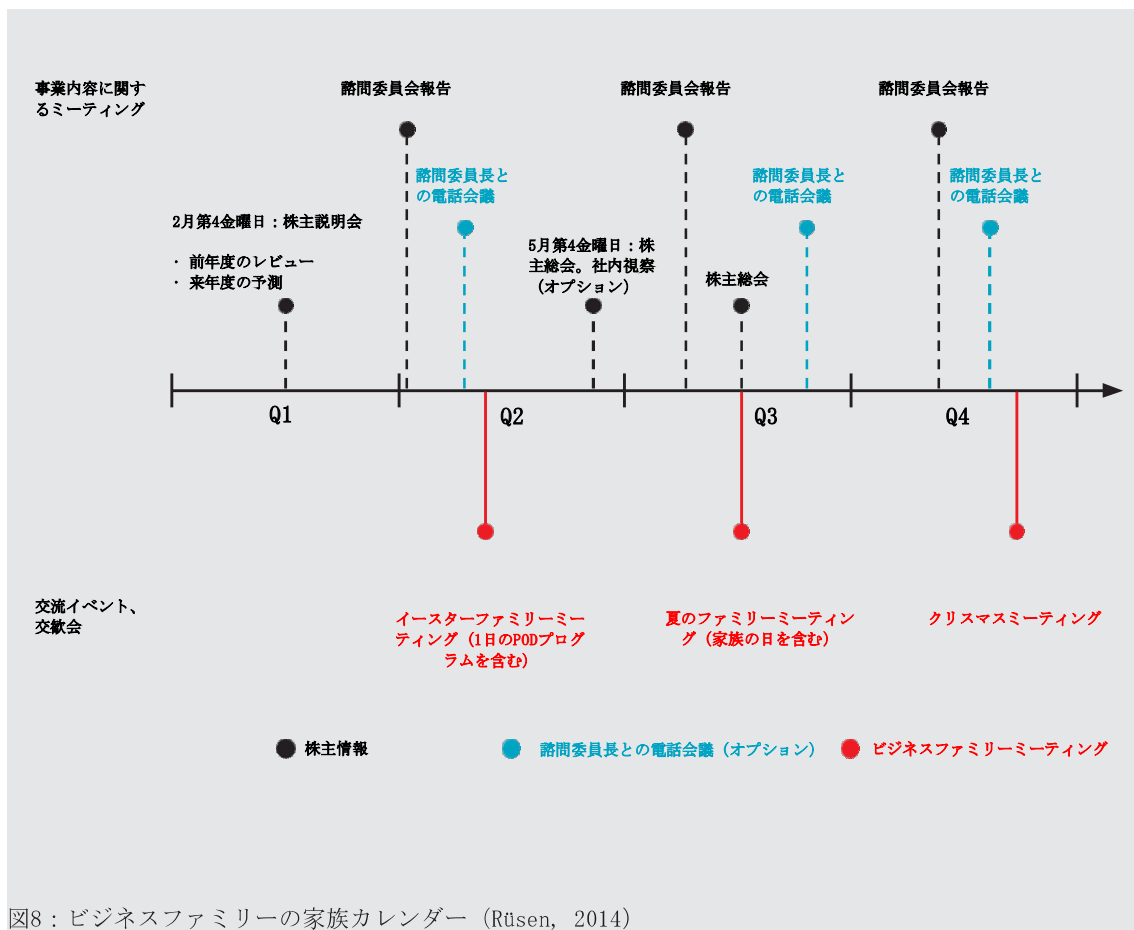 事業内容に関す
るミーティング
諮問委員会報告
諮問委員会報告
諮問委員会報告
諮問委員長と
の電話会議
諮問委員長と
の電話会議
諮問委員長と
の電話会議
2月第4金曜日：株主説明会
・ 前年度のレビュー
・ 来年度の予測
5月第4金曜日：株
主総会。社内視察
（オプション）
株主総会
Q1
Q2
Q3
Q4
交流イベント、
交歓会
イースターファミリーミー
ティング（1日のPODプログ
ラムを含む）
夏のファミリーミーティン
グ（家族の日を含む）
クリスマスミーティング
株主情報
諮問委員長との電話会議（オプション）
ビジネスファミリーミーティング
図8：ビジネスファミリーの家族カレンダー（Rüsen, 2014）